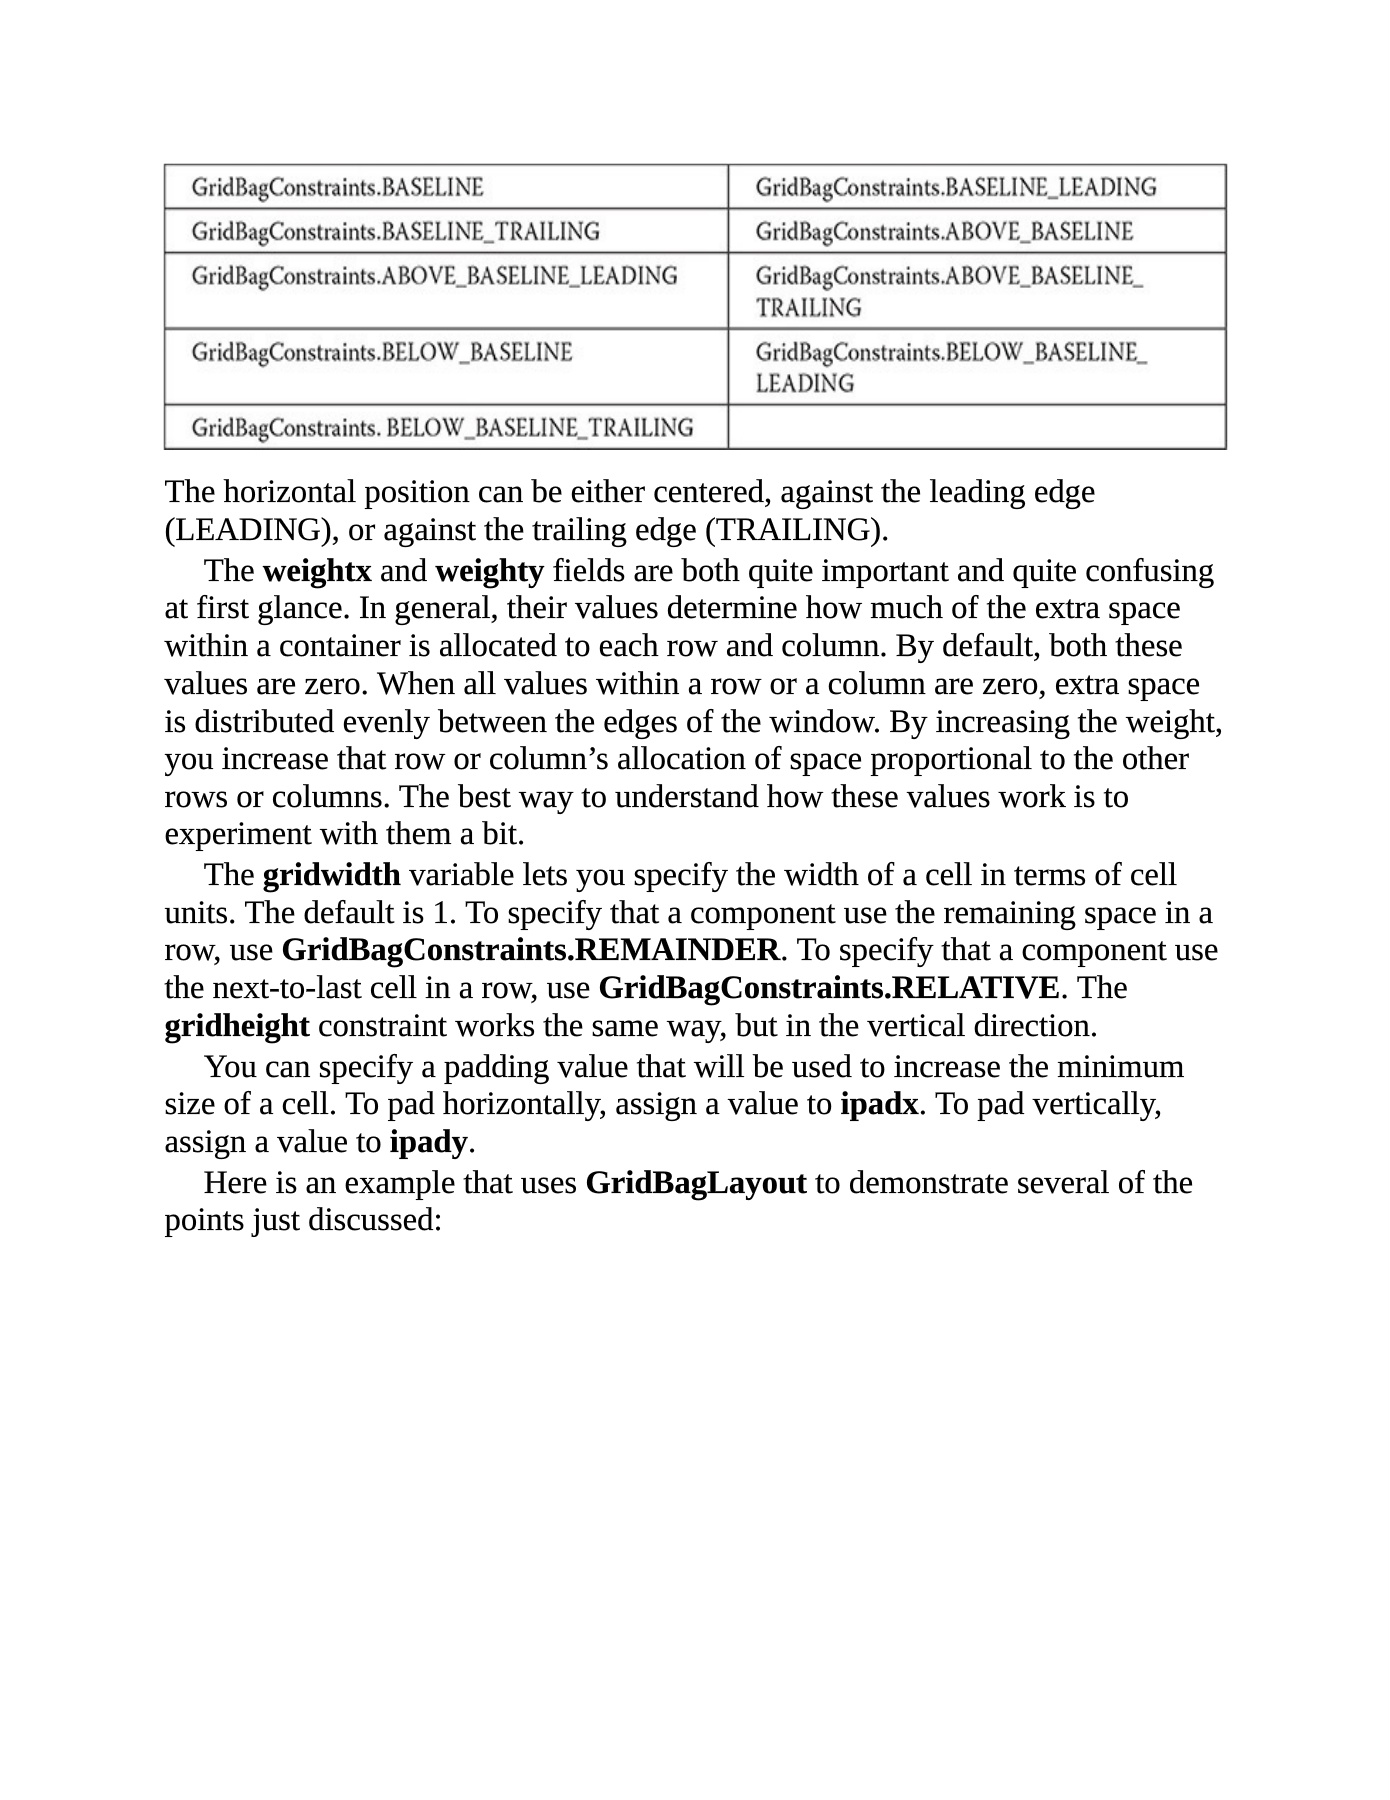 GridBagConstraints.BASELINE GridBagConstraints.BASELINE_LEADING
GridBagConstraints.BASELINE_TRAILING GridBagConstraints.ABOVE_BASELINE
GridBagConstraints.ABOVE_BASELINE_LEADING GridBagConstraints.ABOVE_BASELINE_
TRAILING
GridBagConstraints.BELOW_BASELINE GridBagConstraints.BELOW_BASELINE_
LEADING
GridBagConstraints. BELOW_BASELINE_TRAILING
The horizontal position can be either centered, against the leading edge
(LEADING), or against the trailing edge (TRAILING).
The weightx and weighty fields are both quite important and quite confusing
at first glance. In general, their values determine how much of the extra space
within a container is allocated to each row and column. By default, both these
values are zero. When all values within a row or a column are zero, extra space
is distributed evenly between the edges of the window. By increasing the weight,
you increase that row or column’s allocation of space proportional to the other
rows or columns. The best way to understand how these values work is to
experiment with them a bit.
The gridwidth variable lets you specify the width of a cell in terms of cell
units. The default is 1. To specify that a component use the remaining space in a
row, use GridBagConstraints.REMAINDER. To specify that a component use
the next-to-last cell in a row, use GridBagConstraints.RELATIVE. The
gridheight constraint works the same way, but in the vertical direction.
You can specify a padding value that will be used to increase the minimum
size of a cell. To pad horizontally, assign a value to ipadx. To pad vertically,
assign a value to ipady.
Here is an example that uses GridBagLayout to demonstrate several of the
points just discussed: